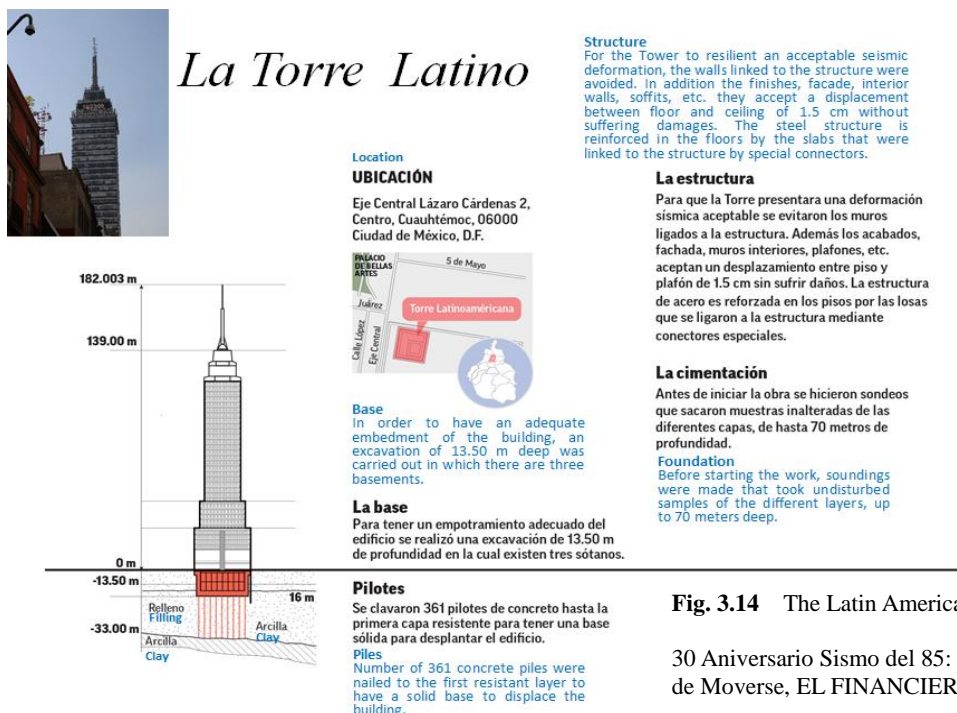 La Torre Latino
Structure
For the Tower to resilient an acceptable seismic
deformation, the walls linked to the structure were
avoided. In addition the finishes, facade, interior
walls, soffits, etc. they accept a displacement
between floor and ceiling of 1.5 cm without
suffering damages. The steel structure is
reinforced in the floors by the slabs that were
linked to the structure by special connectors.
Location
UBICACIÓN
Eje Central Lázaro Cárdenas 2,
Centro, Cuauhtémoc, 06000
Ciudad de México, D.F.
PALACIO
DE BELLAS
ARTES
5 de Mayo
Juárez
Torre Latinoaméricana
Calle López
Eje Central
La estructura
Para que la Torre presentara una deformación
sísmica aceptable se evitaron los muros
ligados a la estructura. Además los acabados,
fachada, muros interiores, plafones, etc.
aceptan un desplazamiento entre piso y
plafón de 1.5 cm sin sufrir daños. La estructura
de acero es reforzada en los pisos por las losas
que se ligaron a la estructura mediante
conectores especiales.
La cimentación
Antes de iniciar la obra se hicieron sondeos
que sacaron muestras inalteradas de las
diferentes capas, de hasta 70 metros de
profundidad.
Foundation
Before starting the work, soundings
were made that took undisturbed
samples of the different layers, up
to 70 meters deep.
Base
In order to have an adequate
embedment of the building, an
excavation of 13.50 m deep was
carried out in which there are three
basements.
La base
Para tener un empotramiento adecuado del
edificio se realizó una excavación de 13.50 m
de profundidad en la cual existen tres sótanos.
182.003 m
139.00 m
0 m
-13.50 m
16 m
Relleno
Filling
-33.00 m
Arcilla
Clay
Arcilla
Clay
Pilotes
Se clavaron 361 pilotes de concreto hasta la
primera capa resistente para tener una base
sólida para desplantar el edificio.
Piles
Number of 361 concrete piles were
nailed to the first resistant layer to
have a solid base to displace the
building.
Fig. 3.14 The Latin America
30 Aniversario Sismo del 85:
de Moverse, EL FINANCIER